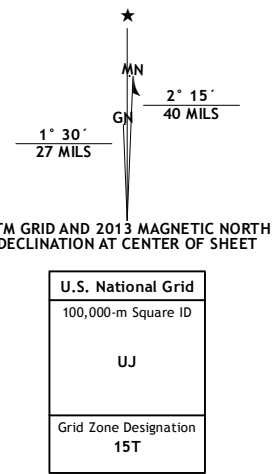 ★
MN
GN
2° 15´
40 MILS
1° 30´
27 MILS
TM GRID AND 2013 MAGNETIC NORTH
DECLINATION AT CENTER OF SHEET
U.S. National Grid
100,000-m Square ID
UJ
Grid Zone Designation
15T